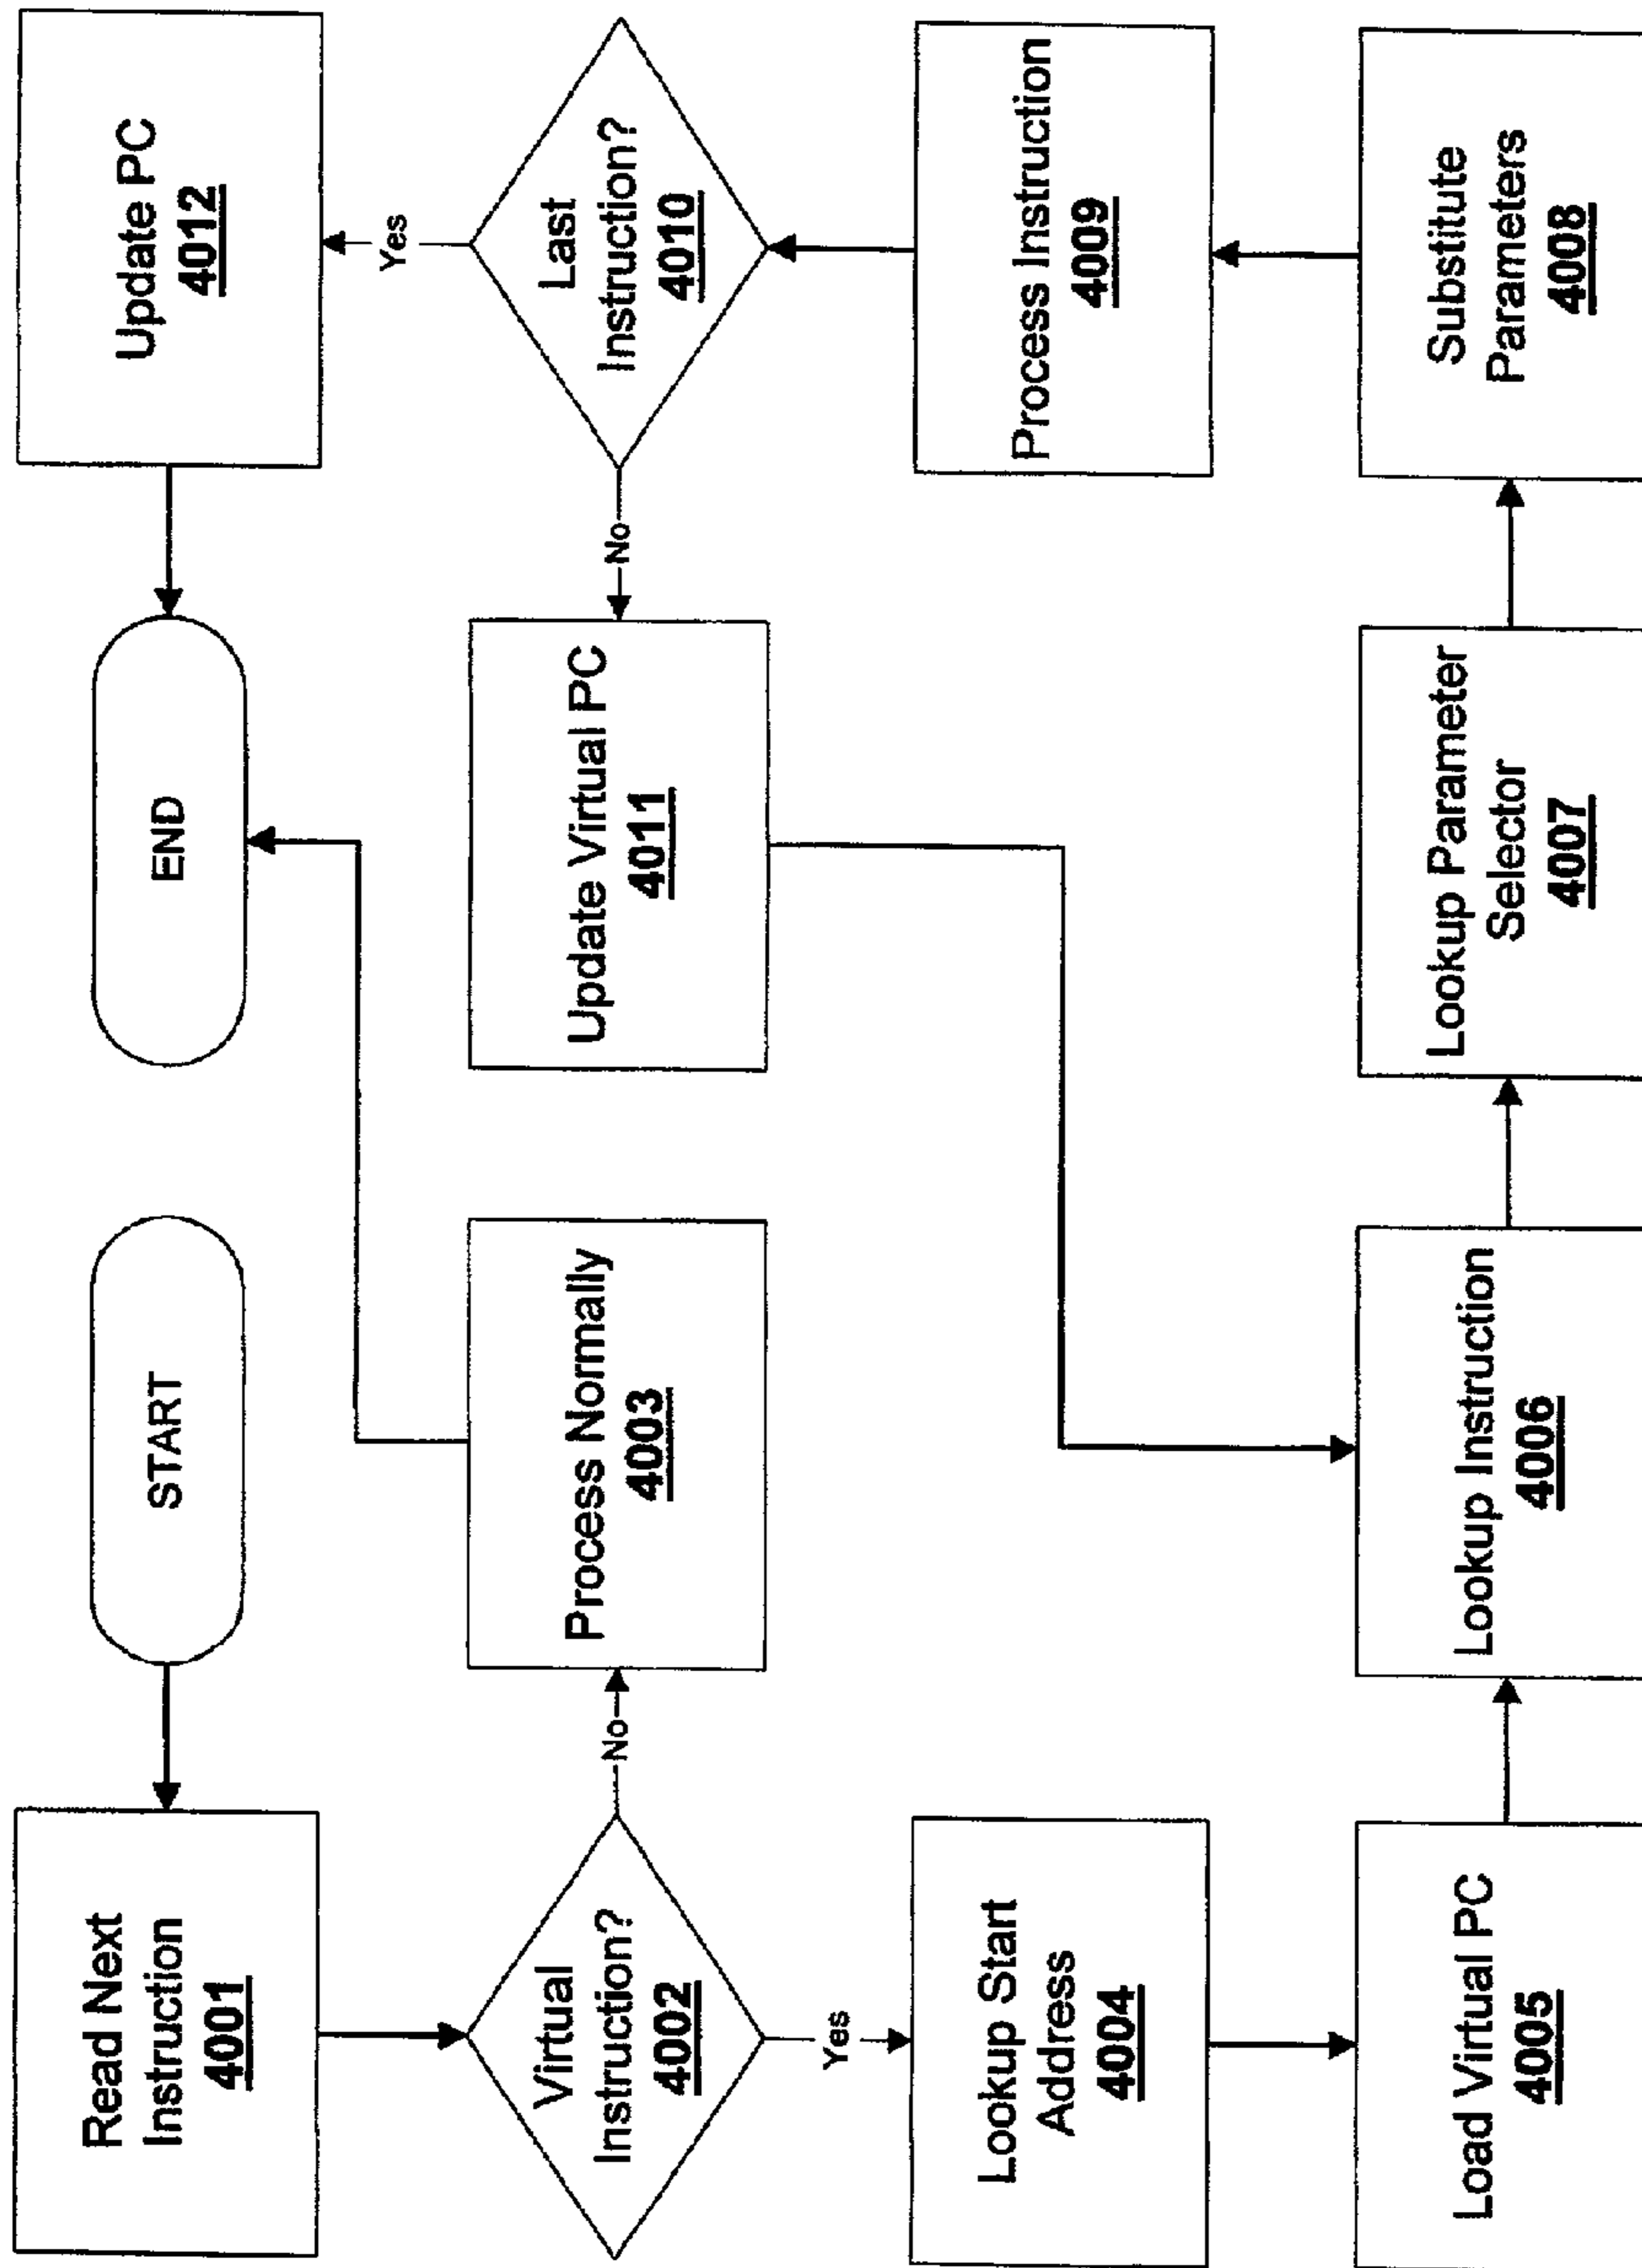 START
Read Next
Instruction
4001
Virtual
Instruction?
4002
No
Process Normally
4003
Yes
Lookup Start
Address
4004
Load Virtual PC
4005
Lookup Instruction
4006
Lookup Parameter
Selector
4007
Substitute
Parameters
4008
Process Instruction
4009
Last
Instruction?
4010
No
Update Virtual PC
4011
Yes
Update PC
4012
END